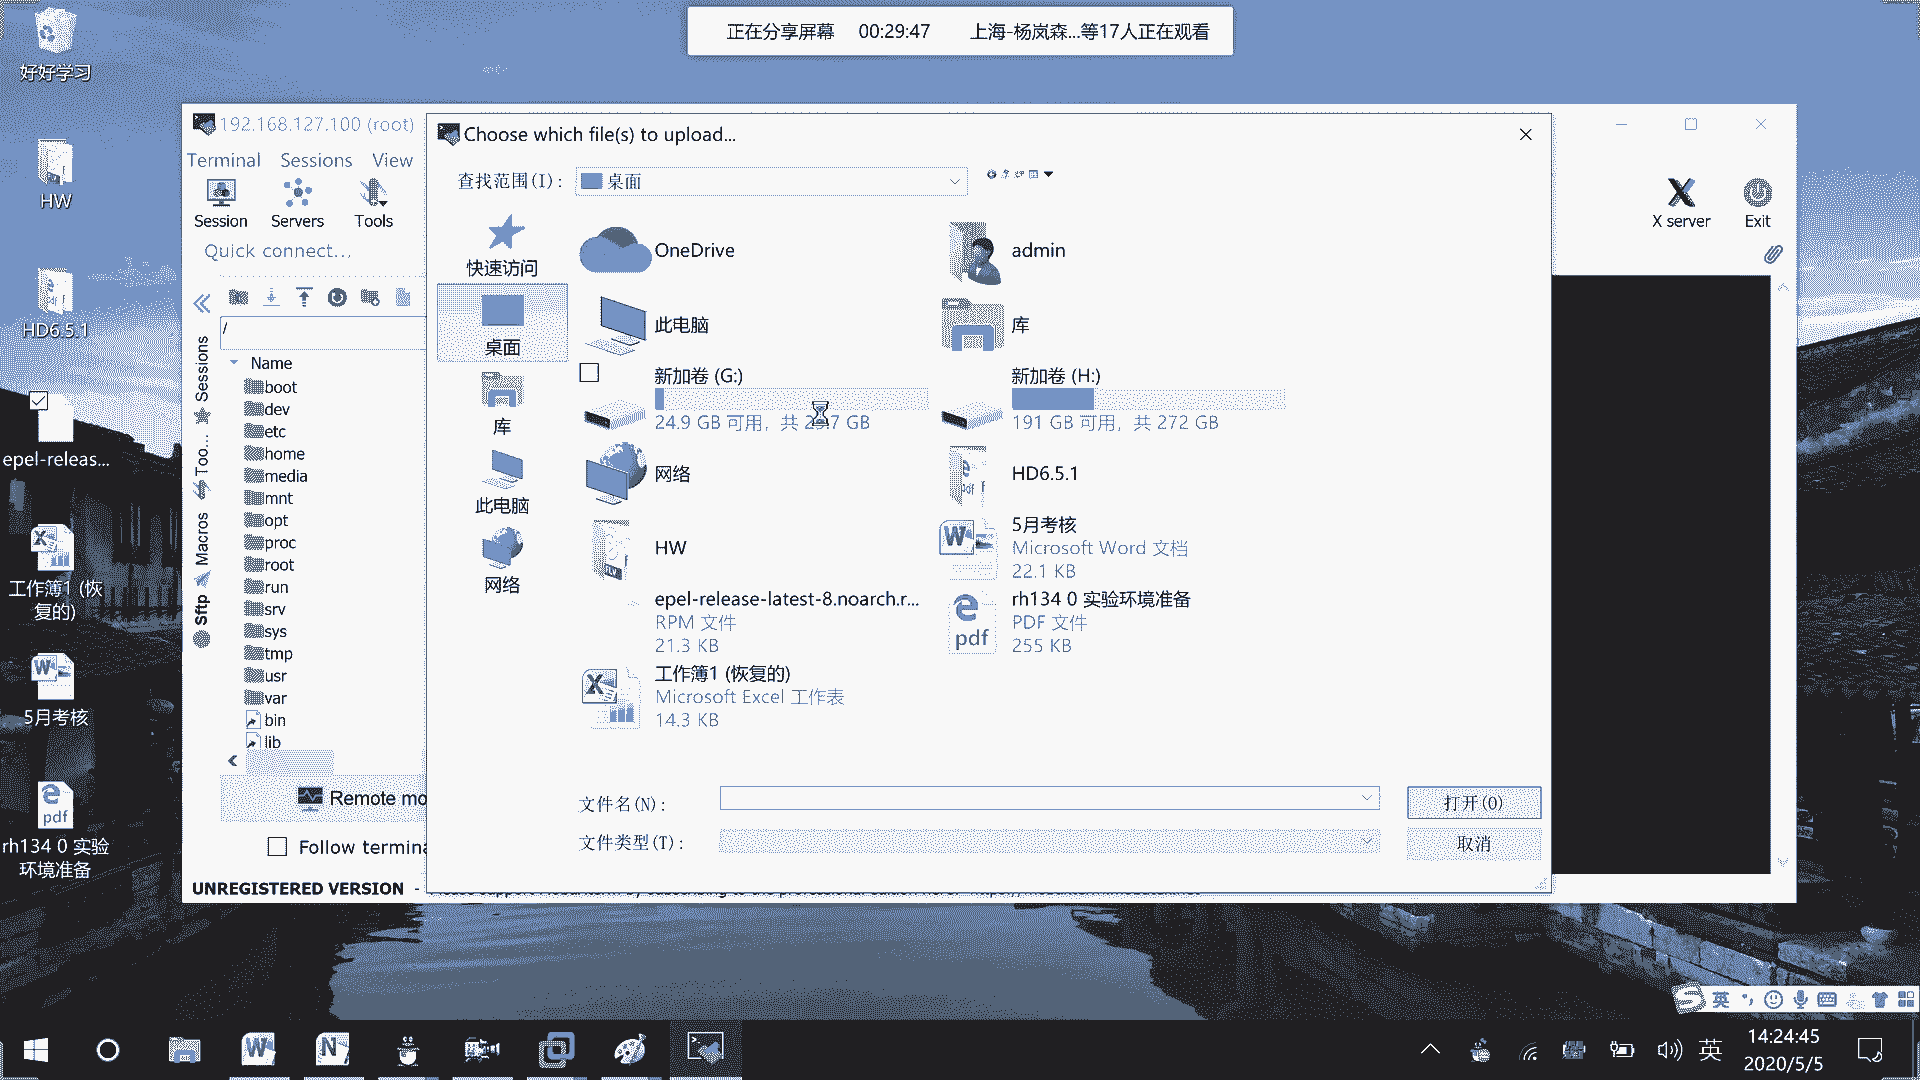 正在分享屏幕 00:29:47 上海-杨岚森...等17人正在观看
好好学习
HW
HD6.5.1
epel-releas...
工作簿1 (恢
复的)
5月考核
pdf
rh134 0 实验
环境准备
192.168.127.100 (root)
Terminal Sessions View
Session Servers Tools
Quick connect...
X server Exit
/
Sessions
Too...
Macros
Sftp
Name
boot
dev
etc
home
media
mnt
opt
proc
root
run
srv
sys
tmp
usr
var
bin
lib
Remote mo
Follow termina
UNREGISTERED VERSION -
Choose which file(s) to upload...
查找范围(I): 桌面
快速访问
桌面
库
此电脑
网络
OneDrive
admin
此电脑
库
新加卷 (G:)
24.9 GB 可用, 共 GB
新加卷 (H:)
191 GB 可用, 共 272 GB
网络
HD6.5.1
HW
5月考核
Microsoft Word 文档
22.1 KB
epel-release-latest-8.noarch.r...
RPM 文件
21.3 KB
pdf
rh134 0 实验环境准备
PDF 文件
255 KB
工作簿1 (恢复的)
Microsoft Excel 工作表
14.3 KB
文件名(N):
打开(O)
文件类型(T):
取消
英
英
14:24:45
2020/5/5